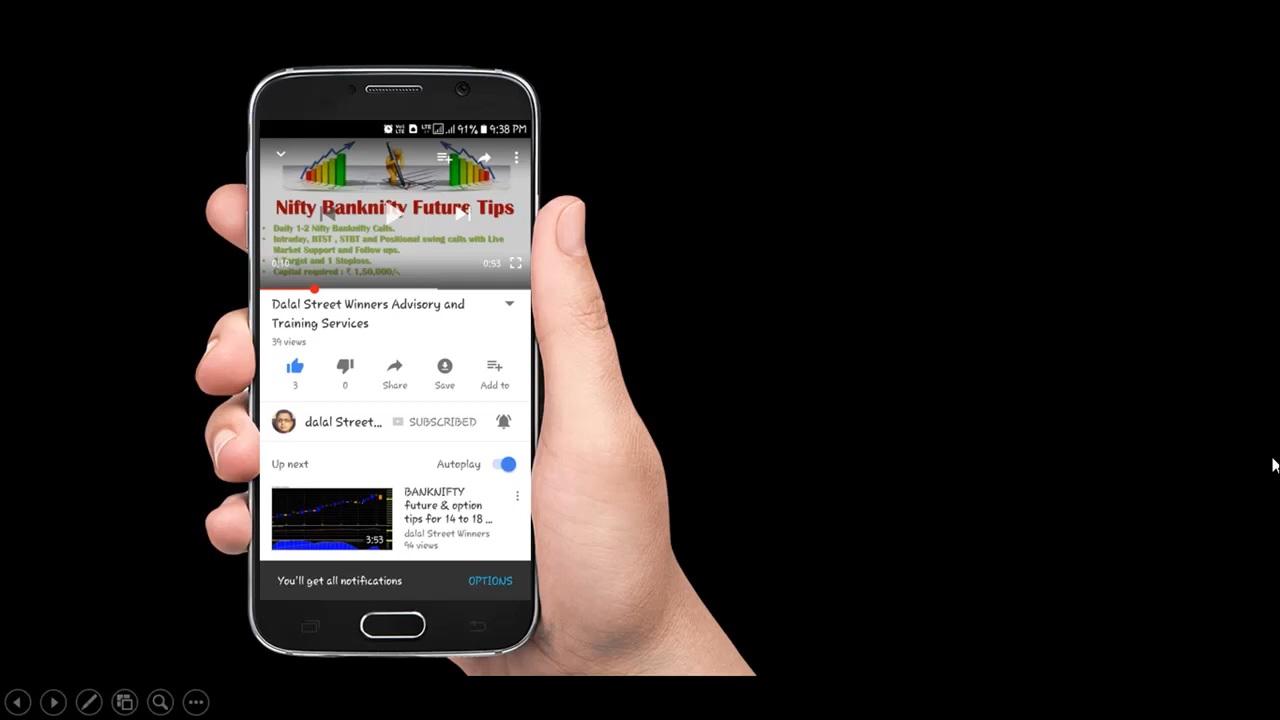 91% 9:38 PM
Nifty Banknifty Future Tips
Daily 1-2 Nifty Banknifty Calls.
Intraday, BTST , STBT and Positional swing calls with Live
Market Support and Follow ups.
Target and 1 Stoploss.
Capital required : ₹ 1,50,000/-.
0:10
0:53
Dalal Street Winners Advisory and
Training Services
39 views
3
0
Share
Save
Add to
dalal Street...
SUBSCRIBED
Up next
Autoplay
BANKNIFTY
future & option
tips for 14 to 18 ...
dalal Street Winners
94 views
3:53
You'll get all notifications
OPTIONS